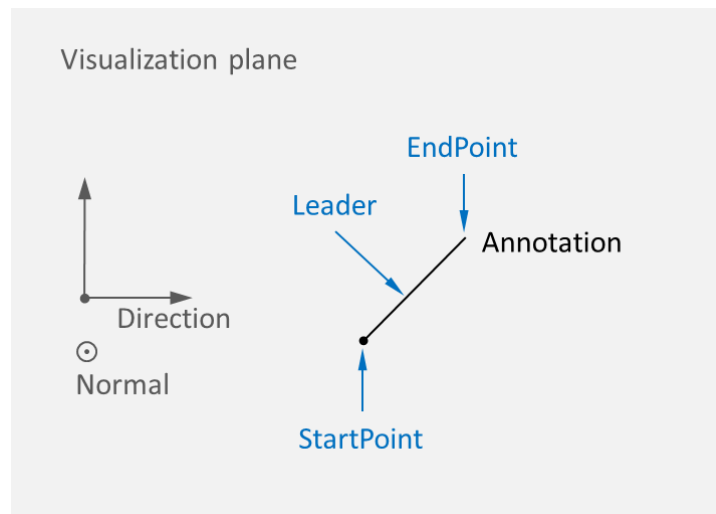 Visualization plane
EndPoint
Leader
Annotation
Direction
Normal
StartPoint